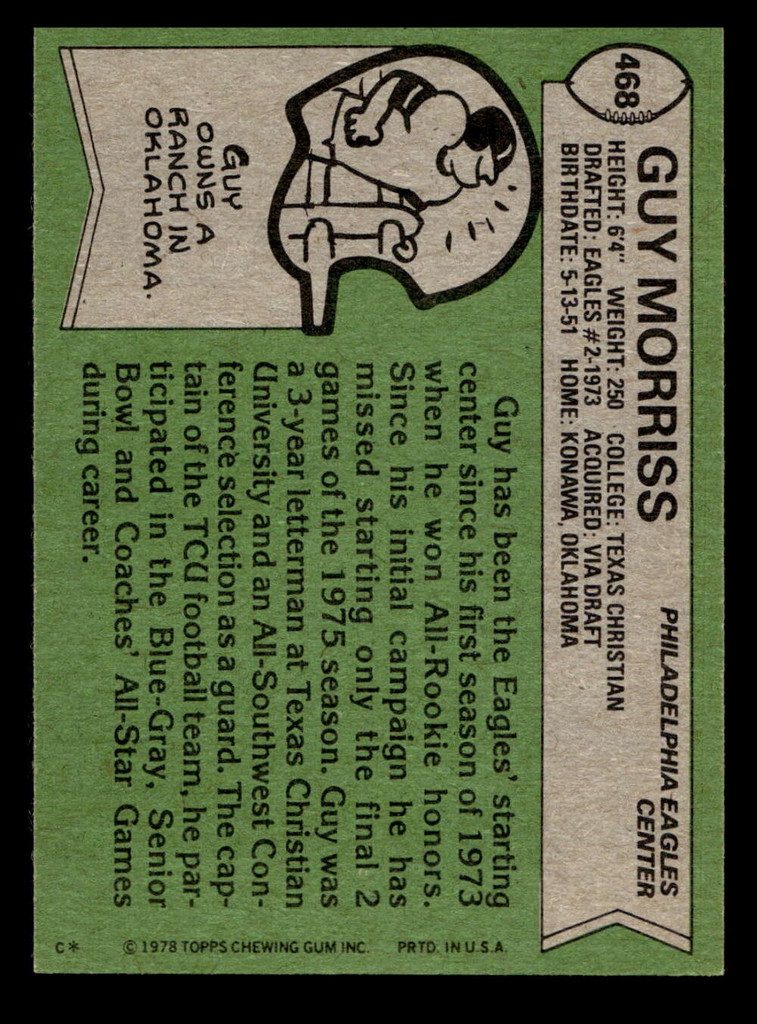 468
GUY MORRISS
PHILADELPHIA EAGLES
CENTER
HEIGHT: 6'4" WEIGHT: 250 COLLEGE: TEXAS CHRISTIAN
DRAFTED: EAGLES #2-1973 ACQUIRED: VIA DRAFT
BIRTHDATE: 5-13-51 HOME: KONAWA, OKLAHOMA
GUY
OWNS A
RANCH IN
OKLAHOMA.
Guy has been the Eagles' starting
center since his first season of 1973
when he won All-Rookie honors.
Since his initial campaign he has
missed starting only the final 2
games of the 1975 season. Guy was
a 3-year letterman at Texas Christian
University and an All-Southwest Con-
ference selection as a guard. The cap-
tain of the TCU football team, he par-
ticipated in the Blue-Gray, Senior
Bowl and Coaches' All-Star Games
during career.
C* © 1978 TOPPS CHEWING GUM INC. PRTD. IN U.S.A.